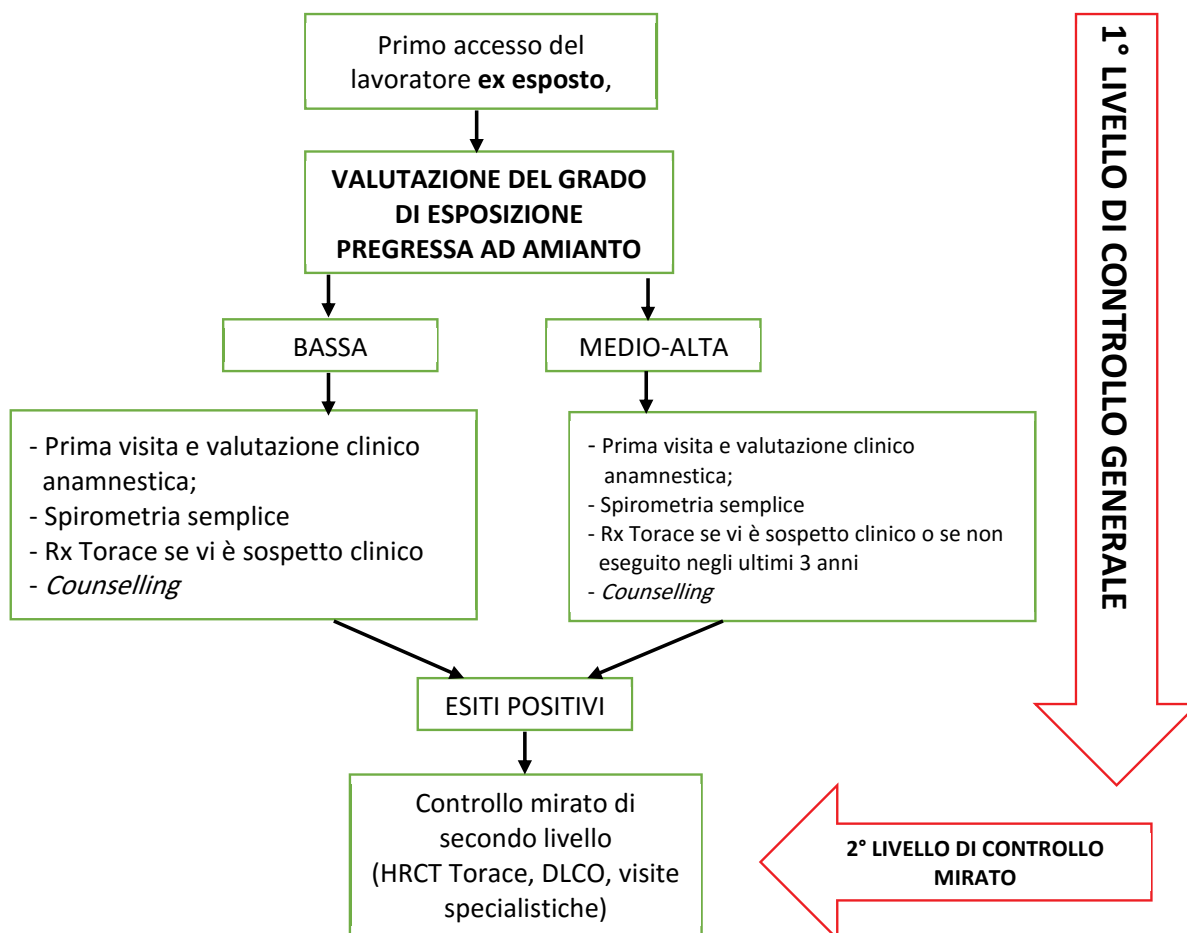 Primo accesso del
lavoratore ex esposto,
VALUTAZIONE DEL GRADO
DI ESPOSIZIONE
PREGRESSA AD AMIANTO
BASSA
MEDIO-ALTA
- Prima visita e valutazione clinico
anamnestica;
- Spirometria semplice
- Rx Torace se vi è sospetto clinico
- Counselling
- Prima visita e valutazione clinico
anamnestica;
- Spirometria semplice
- Rx Torace se vi è sospetto clinico o se non
eseguito negli ultimi 3 anni
- Counselling
ESITI POSITIVI
Controllo mirato di
secondo livello
(HRCT Torace, DLCO, visite
specialistiche)
1° LIVELLO DI CONTROLLO GENERALE
2° LIVELLO DI CONTROLLO
MIRATO